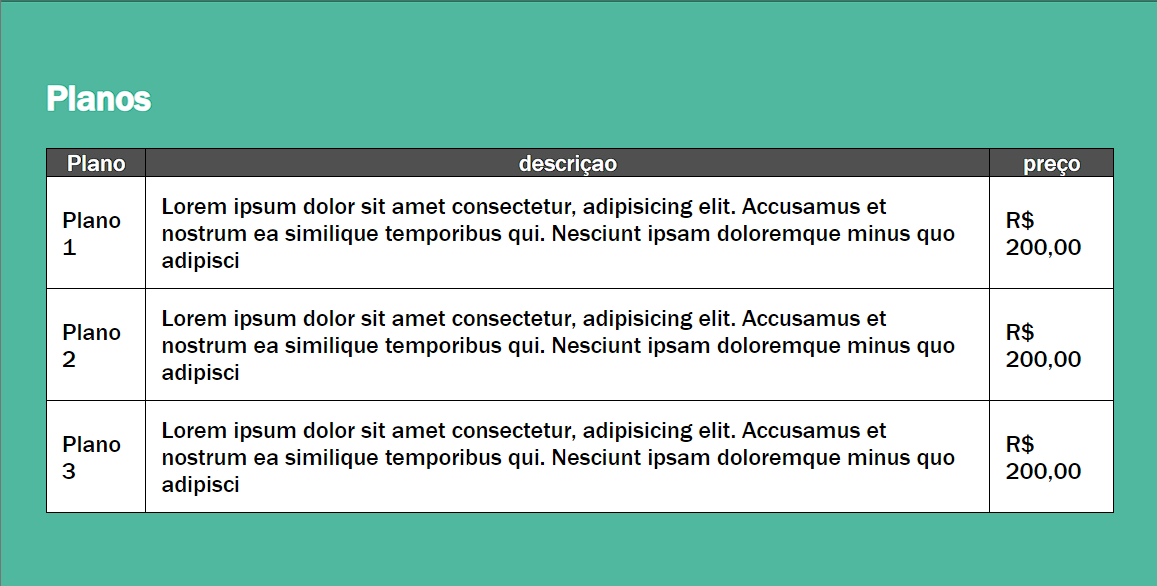 Planos
Plano descriçao preço
Plano
1
Lorem ipsum dolor sit amet consectetur, adipisicing elit. Accusamus et
nostrum ea similique temporibus qui. Nesciunt ipsam doloremque minus quo
adipisci
R$
200,00
Plano
2
Lorem ipsum dolor sit amet consectetur, adipisicing elit. Accusamus et
nostrum ea similique temporibus qui. Nesciunt ipsam doloremque minus quo
adipisci
R$
200,00
Plano
3
Lorem ipsum dolor sit amet consectetur, adipisicing elit. Accusamus et
nostrum ea similique temporibus qui. Nesciunt ipsam doloremque minus quo
adipisci
R$
200,00